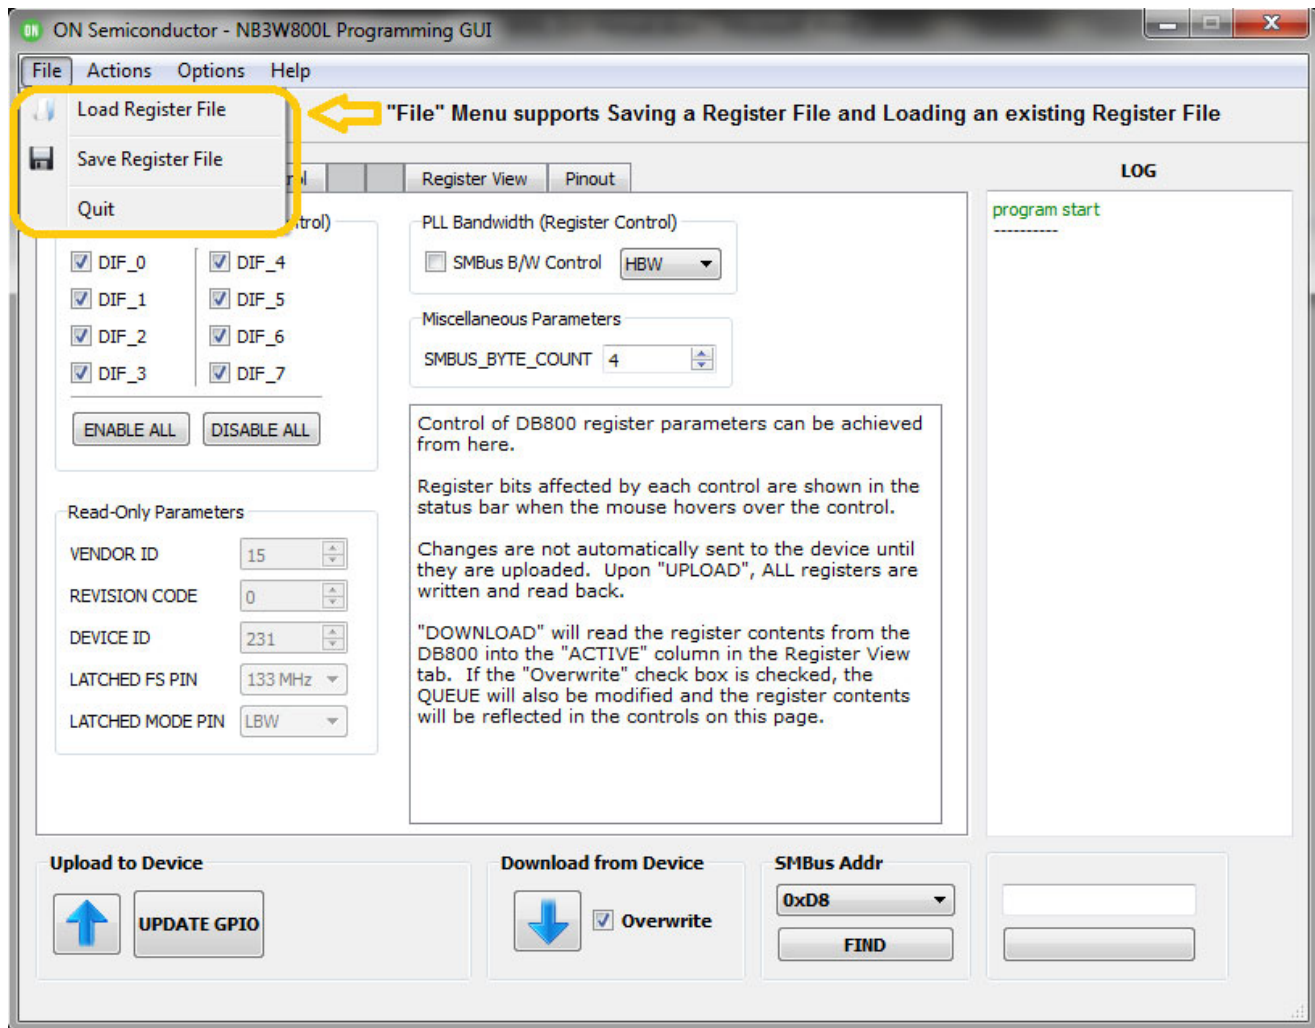 ON Semiconductor - NB3W800L Programming GUI
File Actions Options Help
Load Register File
"File" Menu supports Saving a Register File and Loading an existing Register File
Save Register File
Quit
Register View Pinout
LOG
program start
----------
PLL Bandwidth (Register Control)
DIF_0 DIF_4
SMBus B/W Control HBW
DIF_1 DIF_5
Miscellaneous Parameters
DIF_2 DIF_6
SMBUS_BYTE_COUNT 4
DIF_3 DIF_7
ENABLE ALL DISABLE ALL
Control of DB800 register parameters can be achieved
from here.
Register bits affected by each control are shown in the
status bar when the mouse hovers over the control.
Changes are not automatically sent to the device until
they are uploaded. Upon "UPLOAD", ALL registers are
written and read back.
"DOWNLOAD" will read the register contents from the
DB800 into the "ACTIVE" column in the Register View
tab. If the "Overwrite" check box is checked, the
QUEUE will also be modified and the register contents
will be reflected in the controls on this page.
Read-Only Parameters
VENDOR ID 15
REVISION CODE 0
DEVICE ID 231
LATCHED FS PIN 133 MHz
LATCHED MODE PIN LBW
Upload to Device
UPDATE GPIO
Download from Device
Overwrite
SMBus Addr
0xD8
FIND